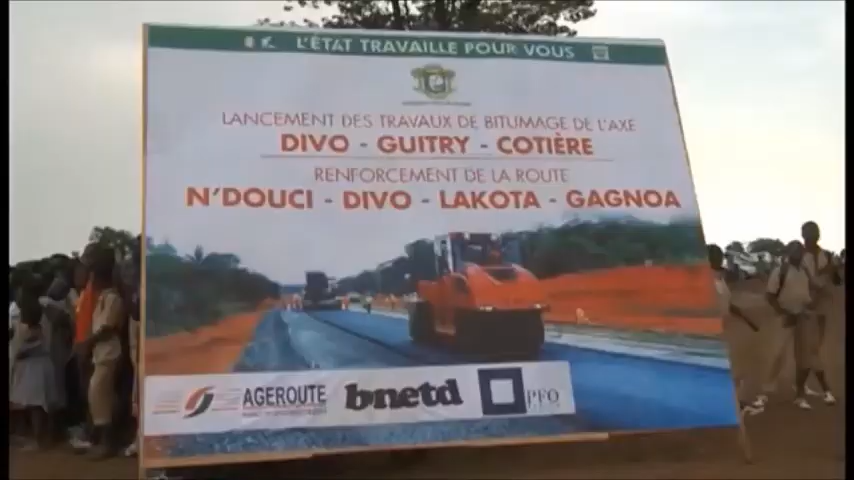 L'ÉTAT TRAVAILLE POUR VOUS
LANCEMENT DES TRAVAUX DE BITUMAGE DE L'AXE
DIVO - GUITRY - COTIÈRE
RENFORCEMENT DE LA ROUTE
N'DOUCI - DIVO - LAKOTA - GAGNOA
AGEROUTE
bnetd
PFO